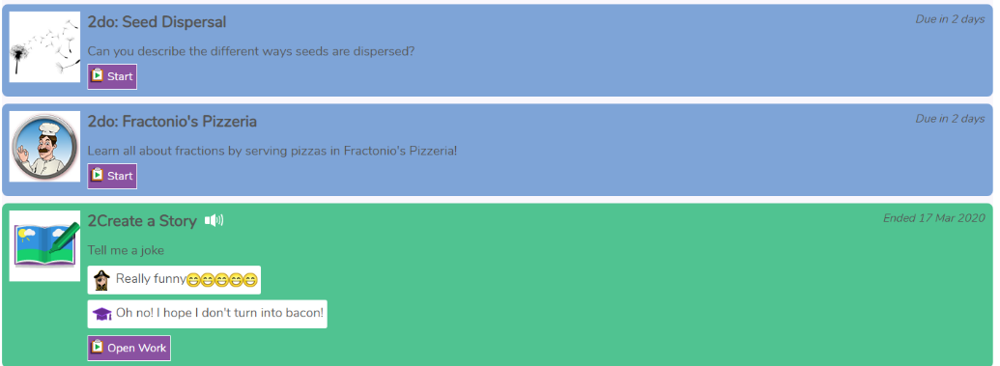 2do: Seed Dispersal
Due in 2 days
Can you describe the different ways seeds are dispersed?
Start
2do: Fractonio's Pizzeria
Due in 2 days
Learn all about fractions by serving pizzas in Fractonio's Pizzeria!
Start
2Create a Story
Ended 17 Mar 2020
Tell me a joke
Really funny😁😁😁😁😁
Oh no! I hope I don't turn into bacon!
Open Work